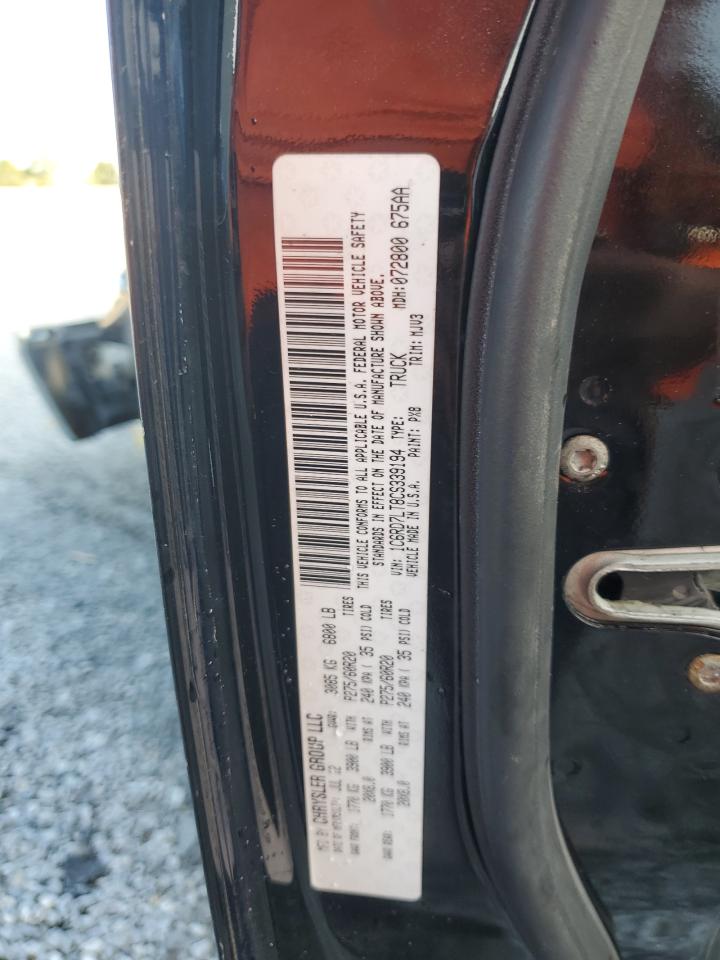 MFD BY CHRYSLER GROUP LLC
DATE OF MFR JUL 12 GVWR: 3085 KG 6800 LB
GAWR FRONT: 1770 KG 3900 LB WITH P275/60R20 TIRES
20X8.0 RIMS AT 240 KPA ( 35 PSI) COLD
GAWR REAR: 1770 KG 3900 LB WITH P275/60R20 TIRES
20X8.0 RIMS AT 240 KPA ( 35 PSI) COLD
THIS VEHICLE CONFORMS TO ALL APPLICABLE U.S.A. FEDERAL MOTOR VEHICLE SAFETY
STANDARDS IN EFFECT ON THE DATE OF MANUFACTURE SHOWN ABOVE.
VIN: 1C6RD7LT8CS339194 TYPE: TRUCK MDH:072800 675AA
VEHICLE MADE IN U.S.A. PAINT: PXB TRIM: MJV3